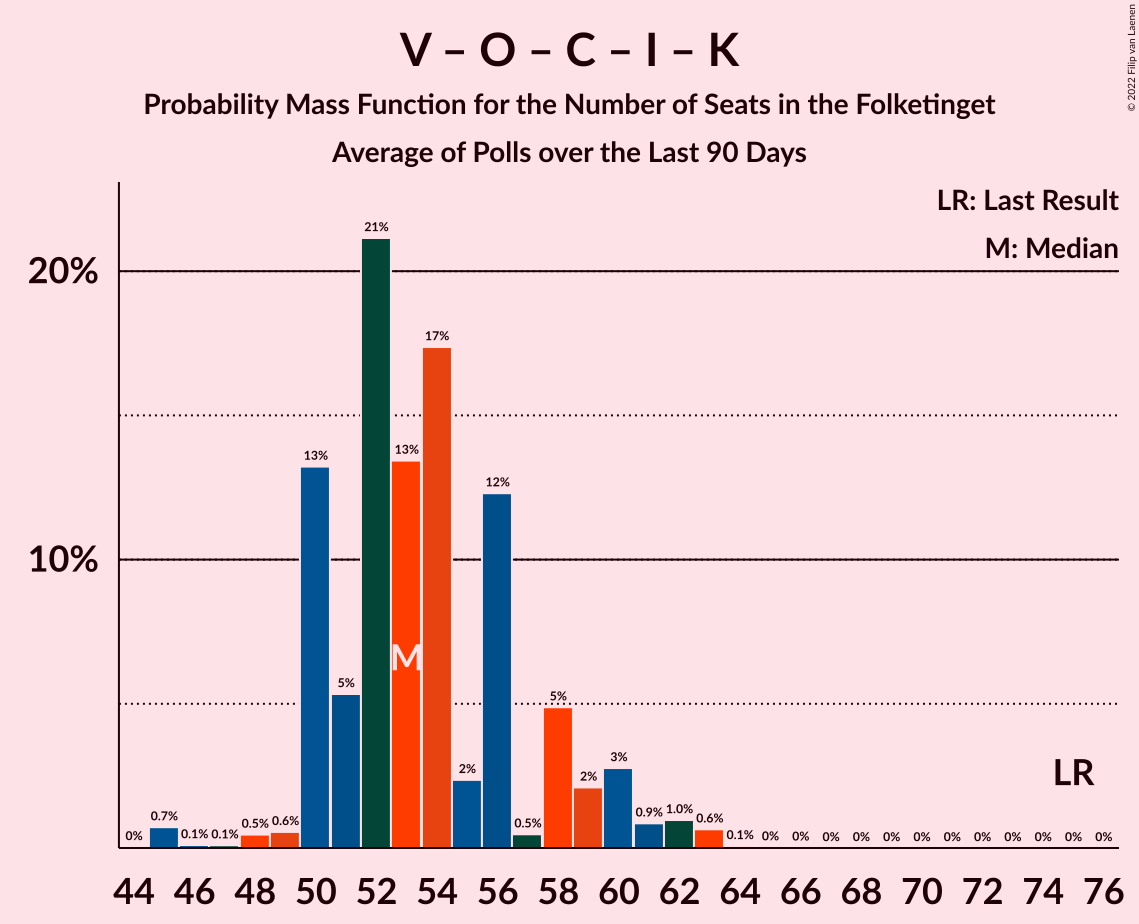 V – O – C – I – K
Probability Mass Function for the Number of Seats in the Folketinget
Average of Polls over the Last 90 Days
© 2022 Filip van Laenen
LR: Last Result
M: Median
20%
10%
0% 0.7% 0.1% 0.1% 0.5% 0.6% 13% 5% 21% 13% 17% 2% 12% 0.5% 5% 2% 3% 0.9% 1.0% 0.6% 0.1% 0% 0% 0% 0% 0% 0% 0% 0% 0% 0% 0% 0%
M
LR
44 46 48 50 52 54 56 58 60 62 64 66 68 70 72 74 76